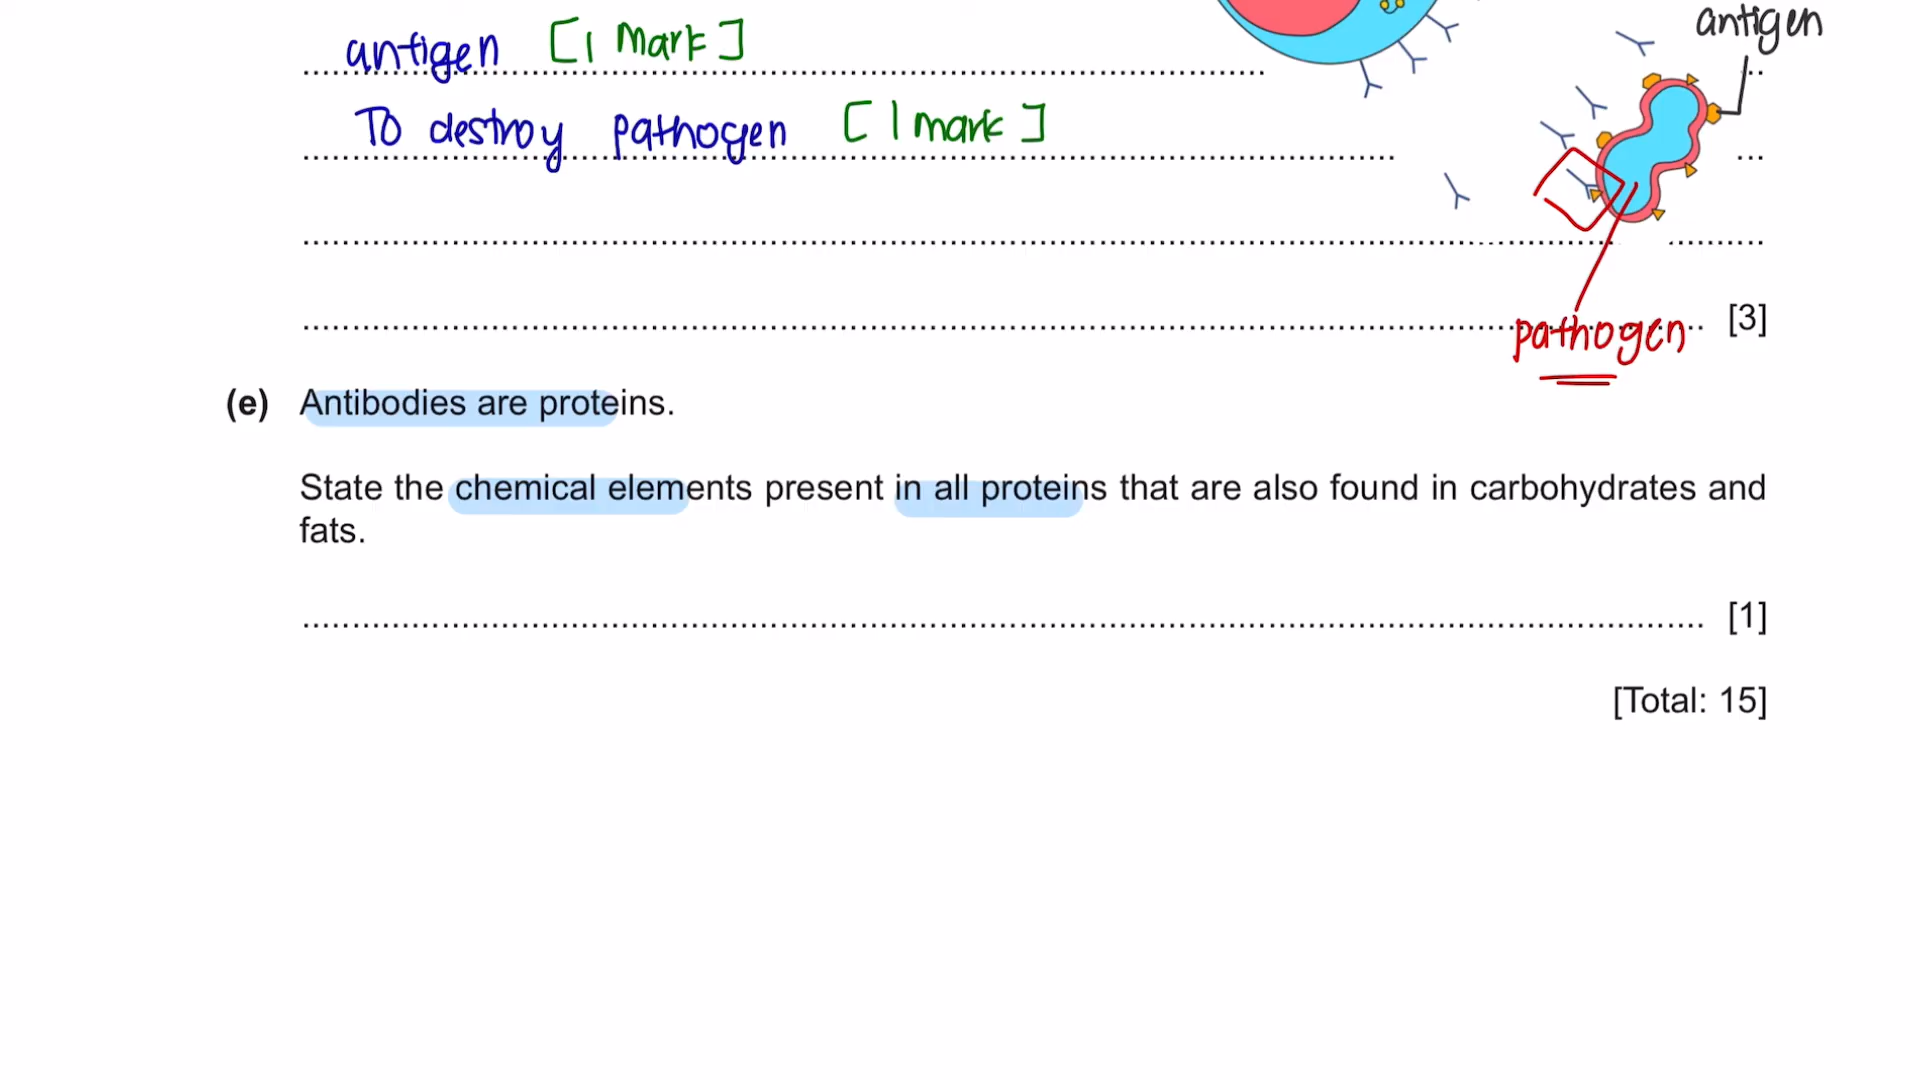 antigen [1 mark]
antigen
To destroy pathogen [1 mark]
pathogen
[3]
(e) Antibodies are proteins.
State the chemical elements present in all proteins that are also found in carbohydrates and
fats.
[1]
[Total: 15]